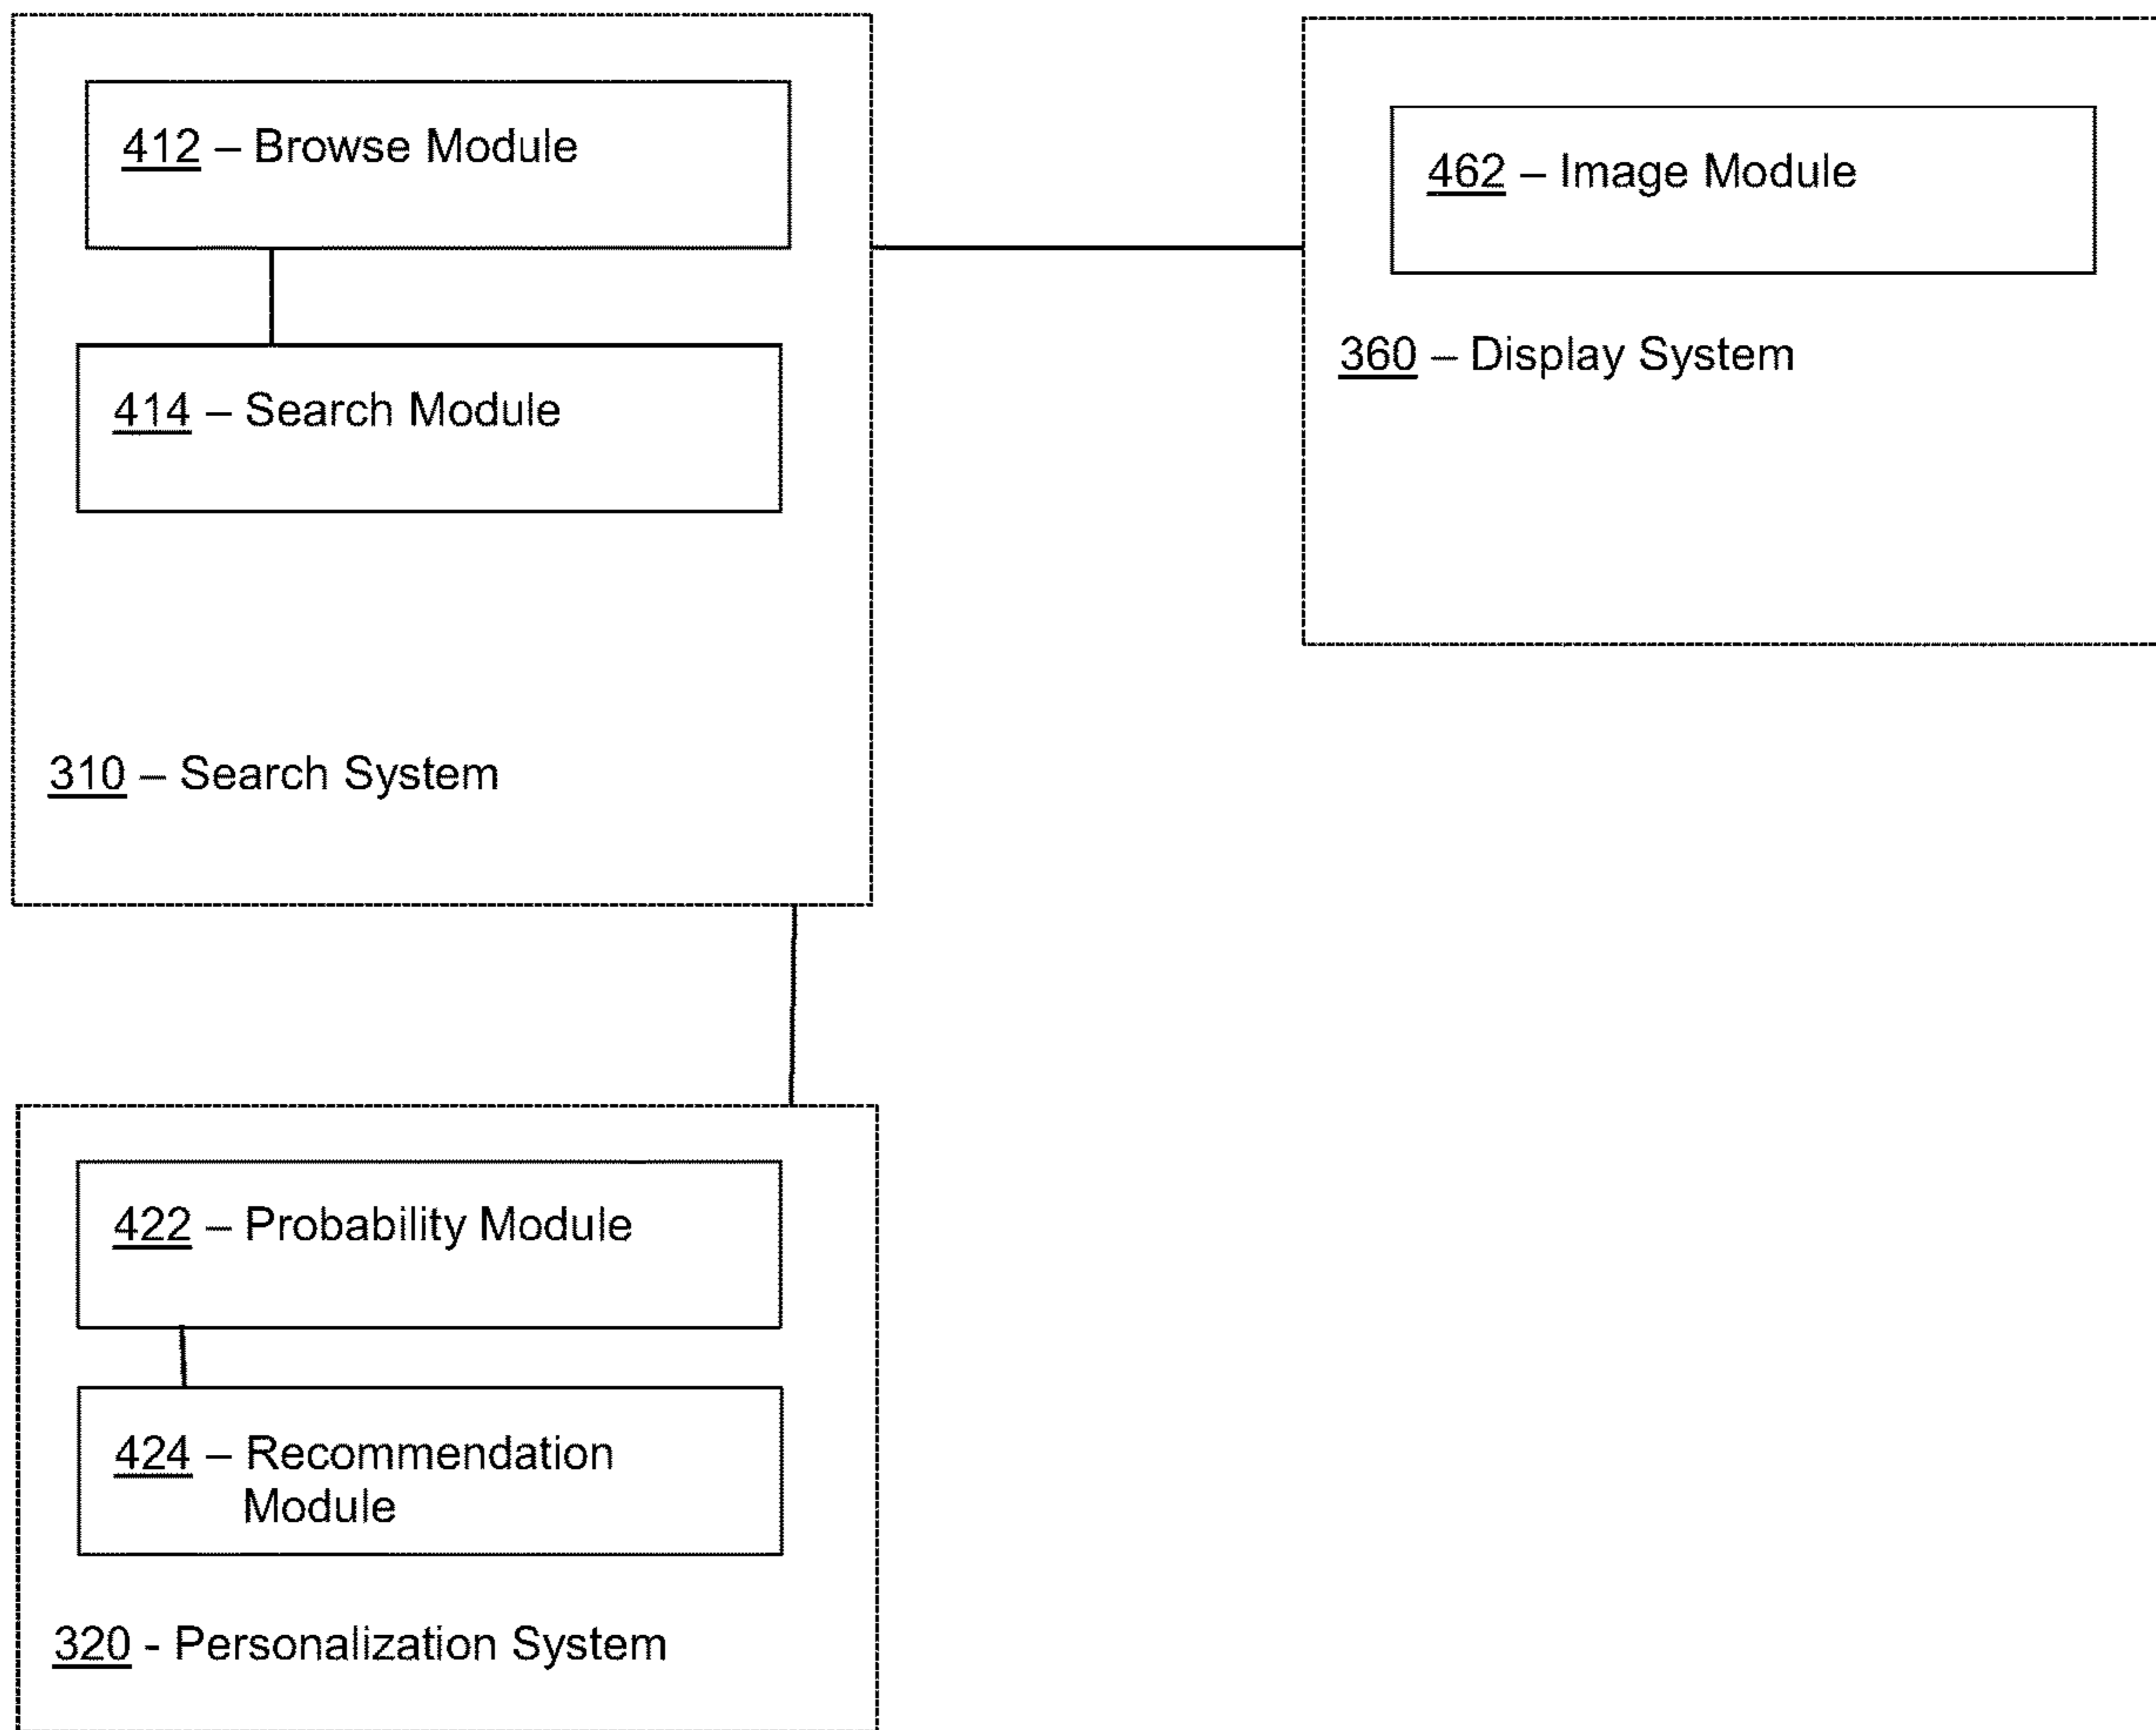 412 – Browse Module
414 – Search Module
310 – Search System
462 – Image Module
360 – Display System
422 – Probability Module
424 – Recommendation
Module
320 - Personalization System